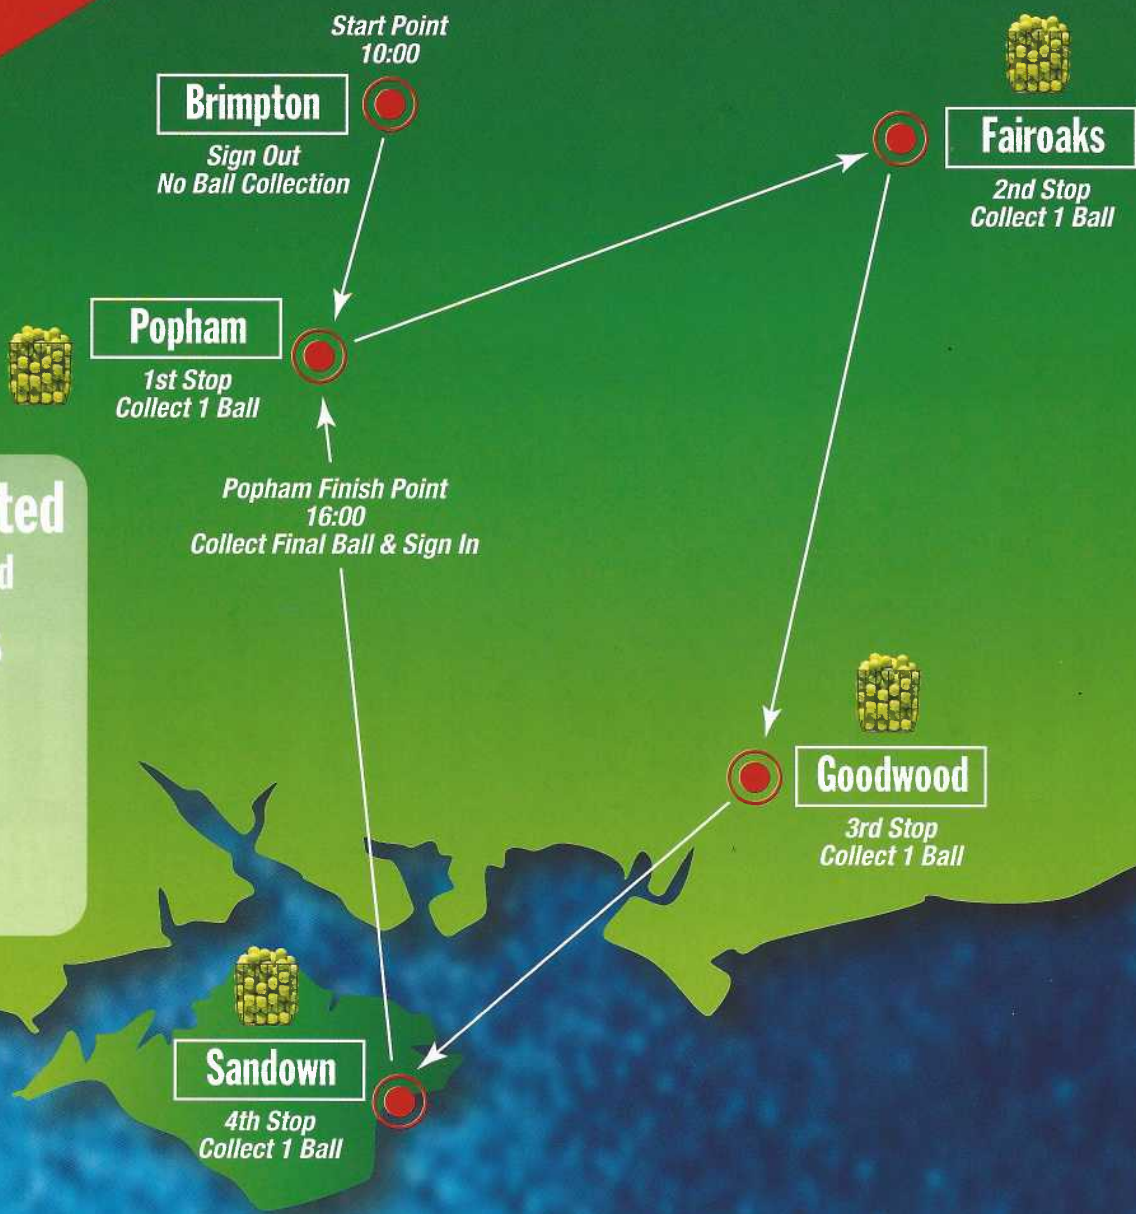 Start Point
10:00
Brimpton
Sign Out
No Ball Collection
Fairoaks
2nd Stop
Collect 1 Ball
Popham
1st Stop
Collect 1 Ball
Popham Finish Point
16:00
Collect Final Ball & Sign In
Goodwood
3rd Stop
Collect 1 Ball
Sandown
4th Stop
Collect 1 Ball